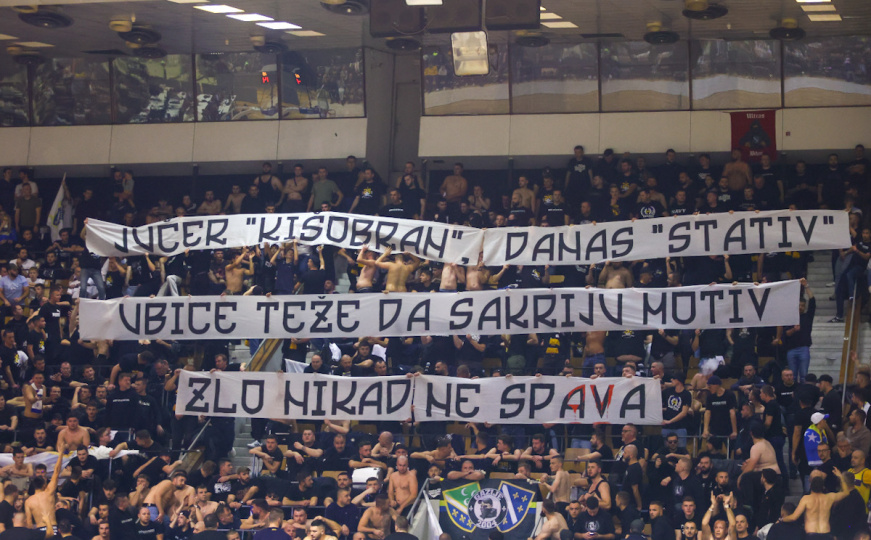 JUČER "KIŠOBRAN", DANAS "STATIV"
UBICE TEŽE DA SAKRIJU MOTIV
ZLO NIKAD NE SPAVA